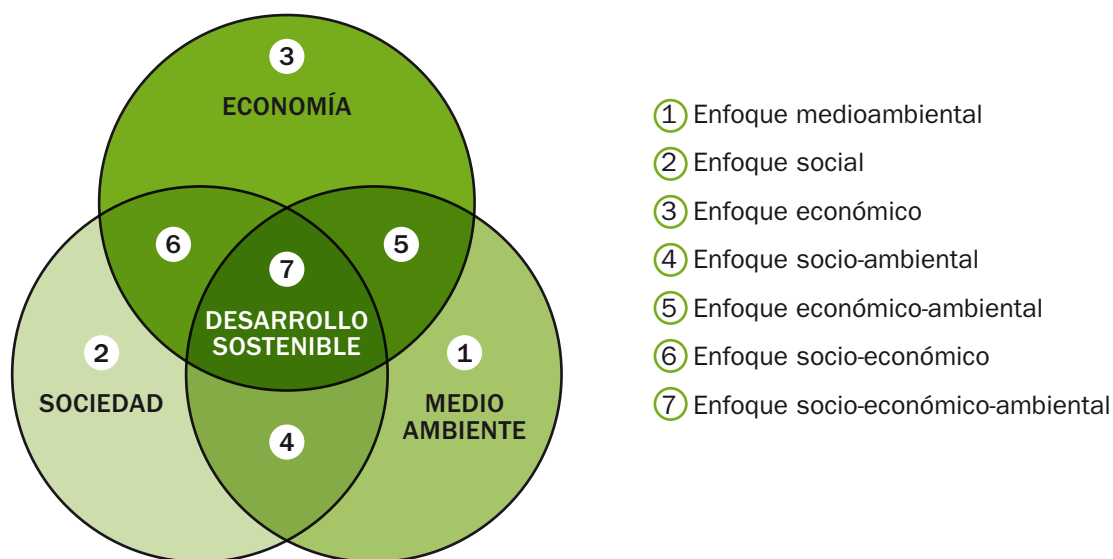 3
ECONOMÍA
6
5
7
DESARROLLO
SOSTENIBLE
2
SOCIEDAD
1
MEDIO
AMBIENTE
4
1 Enfoque medioambiental
2 Enfoque social
3 Enfoque económico
4 Enfoque socio-ambiental
5 Enfoque económico-ambiental
6 Enfoque socio-económico
7 Enfoque socio-económico-ambiental